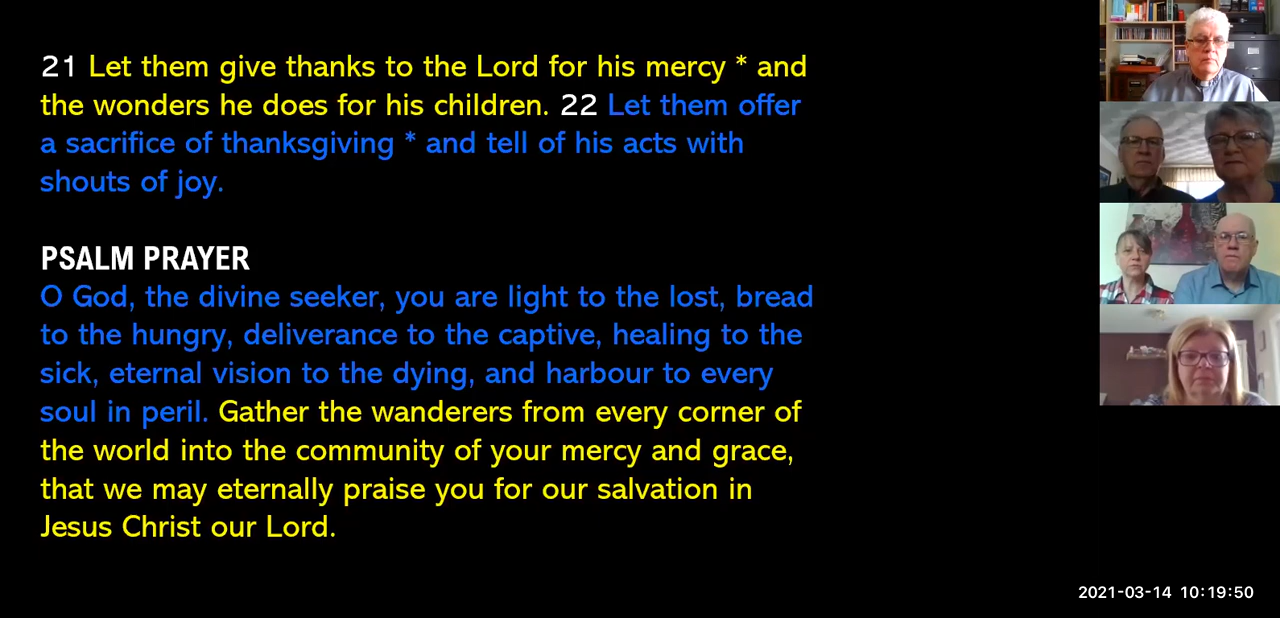 21 Let them give thanks to the Lord for his mercy * and
the wonders he does for his children. 22 Let them offer
a sacrifice of thanksgiving * and tell of his acts with
shouts of joy.
PSALM PRAYER
O God, the divine seeker, you are light to the lost, bread
to the hungry, deliverance to the captive, healing to the
sick, eternal vision to the dying, and harbour to every
soul in peril. Gather the wanderers from every corner of
the world into the community of your mercy and grace,
that we may eternally praise you for our salvation in
Jesus Christ our Lord.
2021-03-14 10:19:50